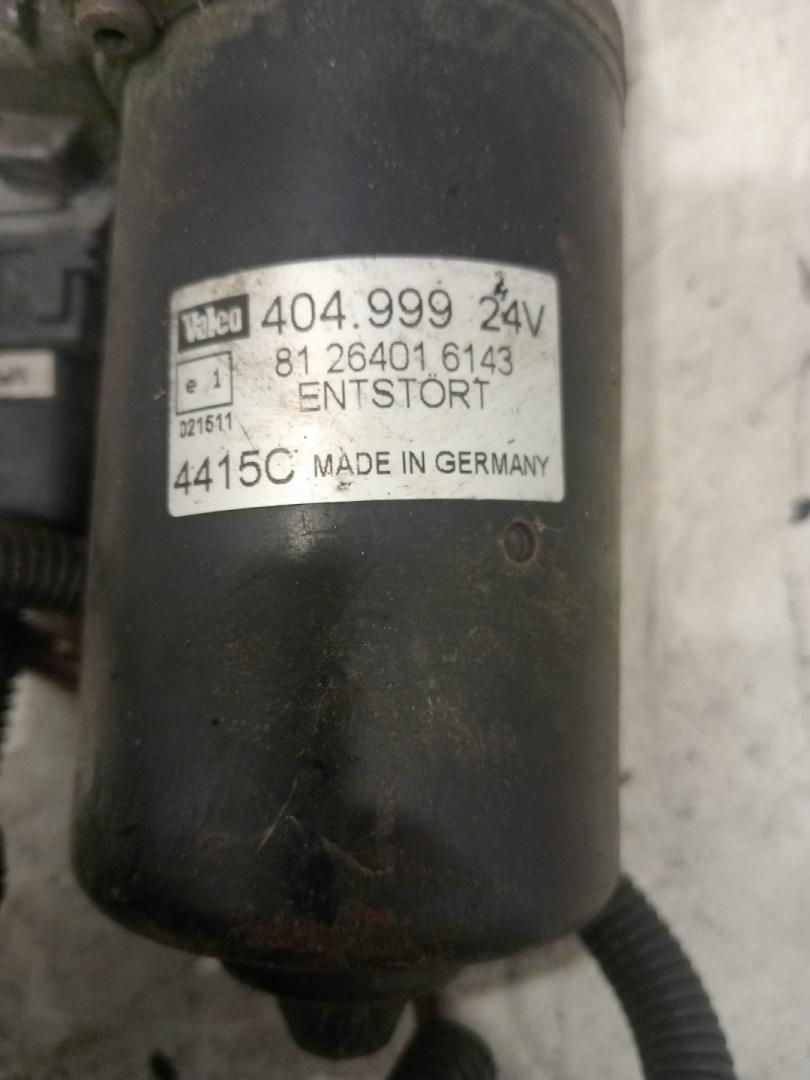 Valeo 404.999 24V
81 26401 6143
e 1 ENTSTÖRT
021511
4415C MADE IN GERMANY